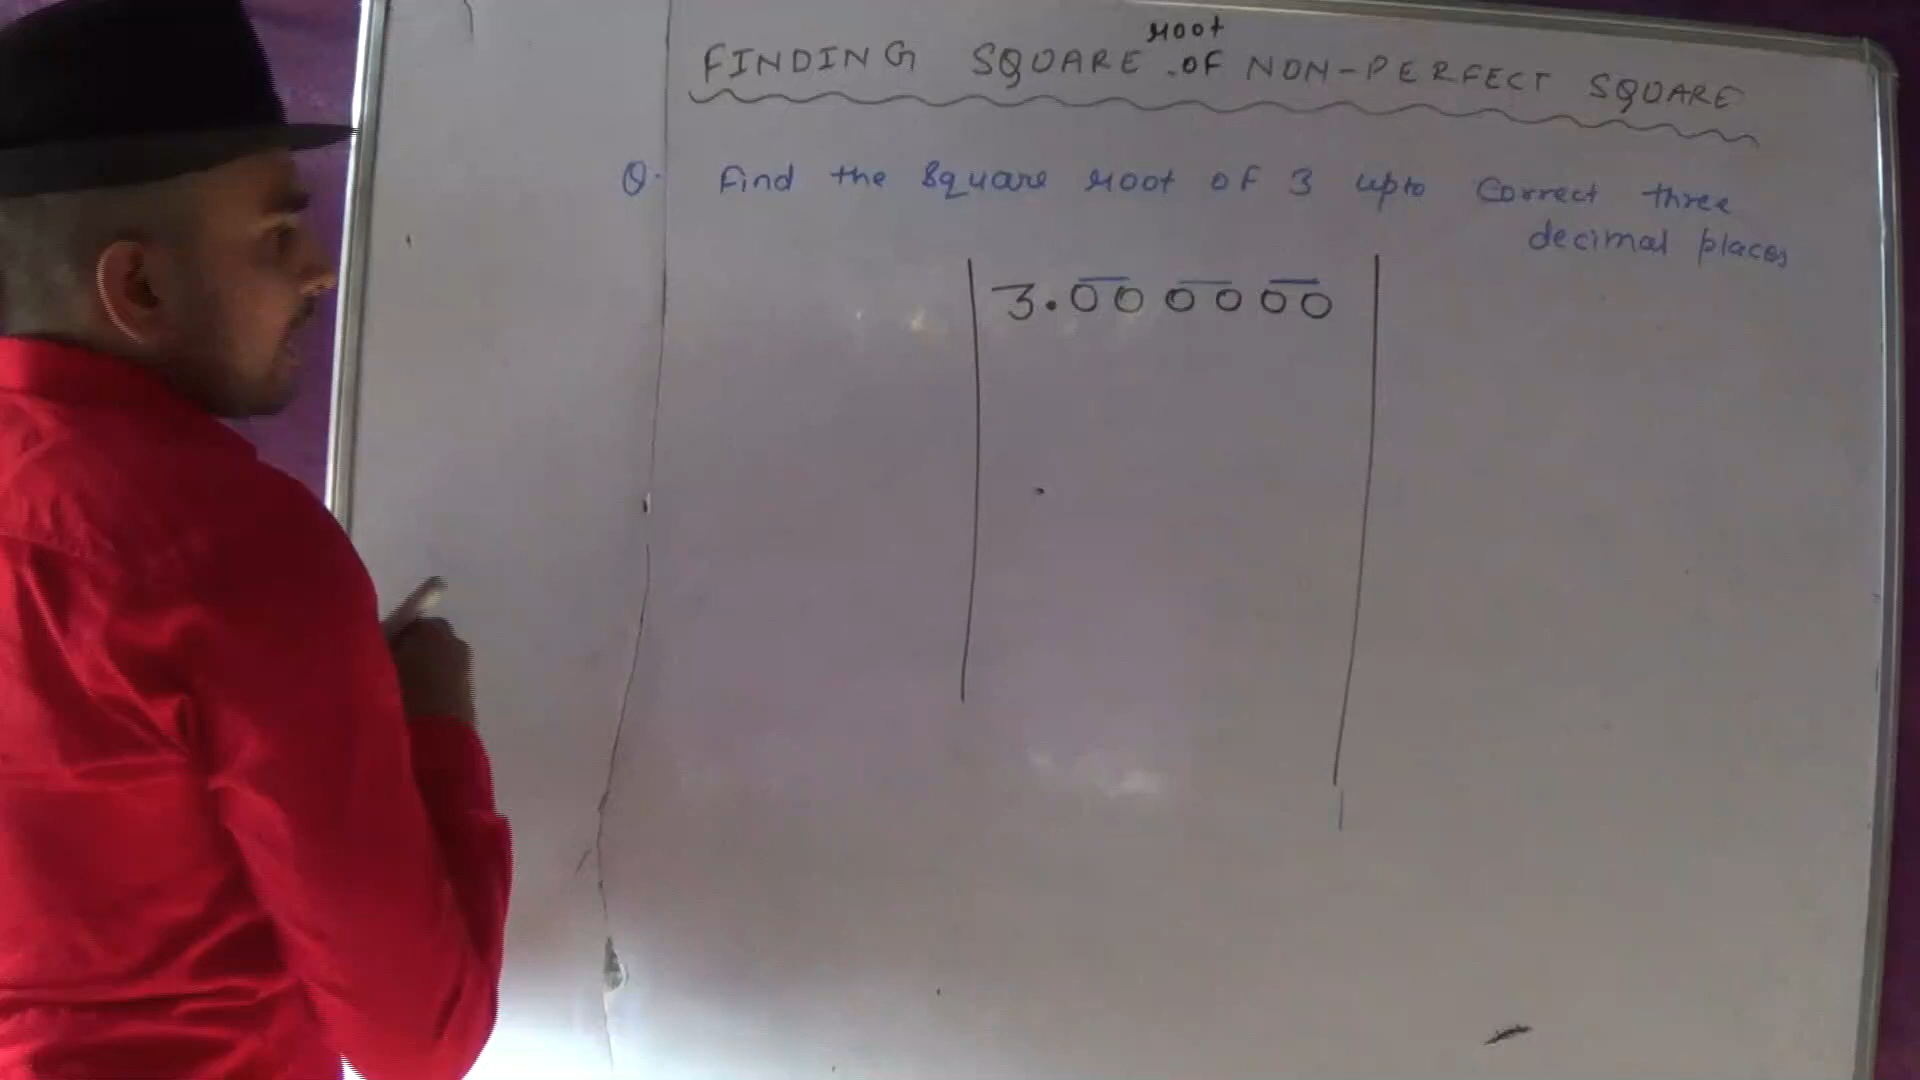 FINDING SQUARE root OF NON-PERFECT SQUARE
Q. Find the square root of 3 upto correct three
decimal places
3.000000